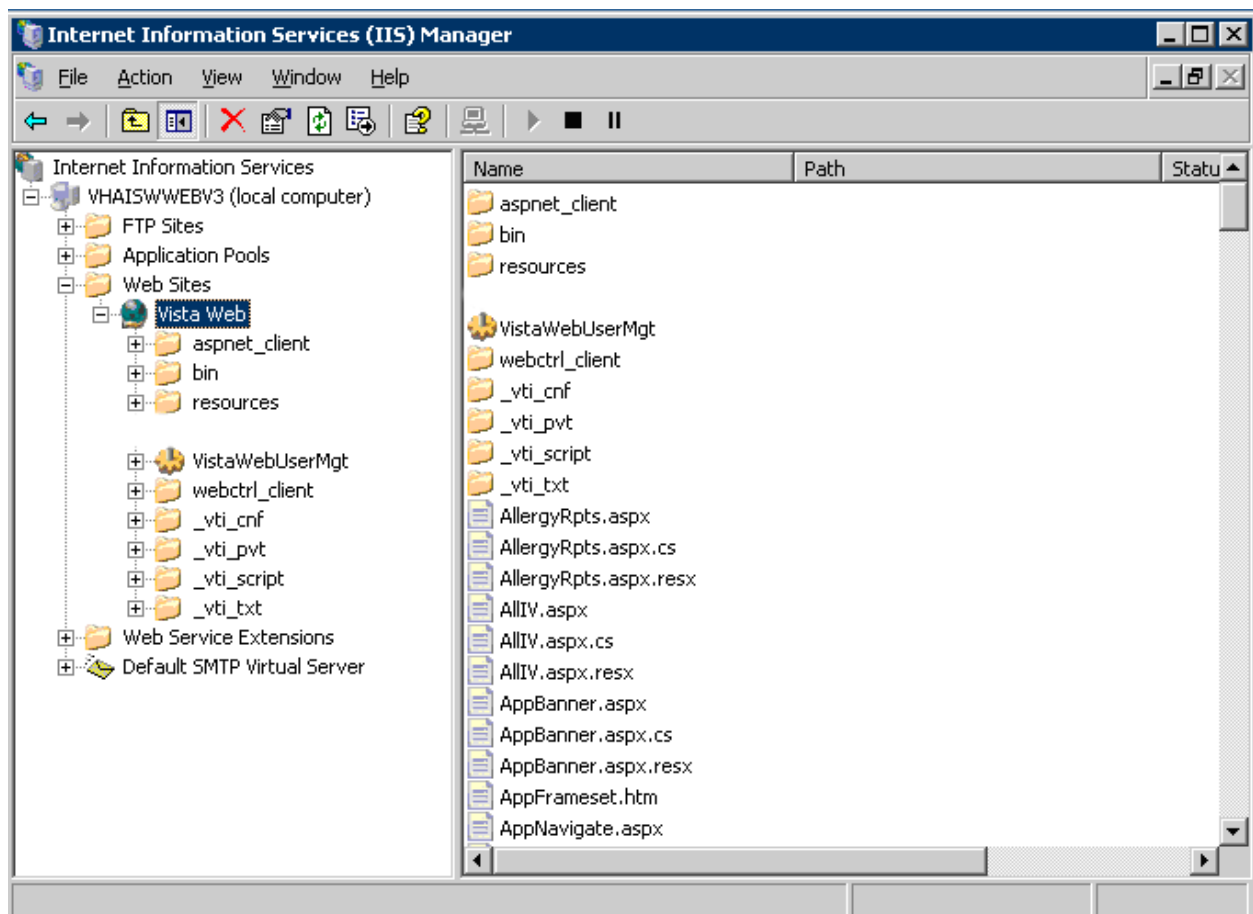 Internet Information Services (IIS) Manager
File Action View Window Help
Internet Information Services
VHAISWWEBV3 (local computer)
FTP Sites
Application Pools
Web Sites
Vista Web
aspnet_client
bin
resources
VistaWebUserMgt
webctrl_client
_vti_cnf
_vti_pvt
_vti_script
_vti_txt
Web Service Extensions
Default SMTP Virtual Server
Name Path Statu
aspnet_client
bin
resources
VistaWebUserMgt
webctrl_client
_vti_cnf
_vti_pvt
_vti_script
_vti_txt
AllergyRpts.aspx
AllergyRpts.aspx.cs
AllergyRpts.aspx.resx
AllIV.aspx
AllIV.aspx.cs
AllIV.aspx.resx
AppBanner.aspx
AppBanner.aspx.cs
AppBanner.aspx.resx
AppFrameset.htm
AppNavigate.aspx